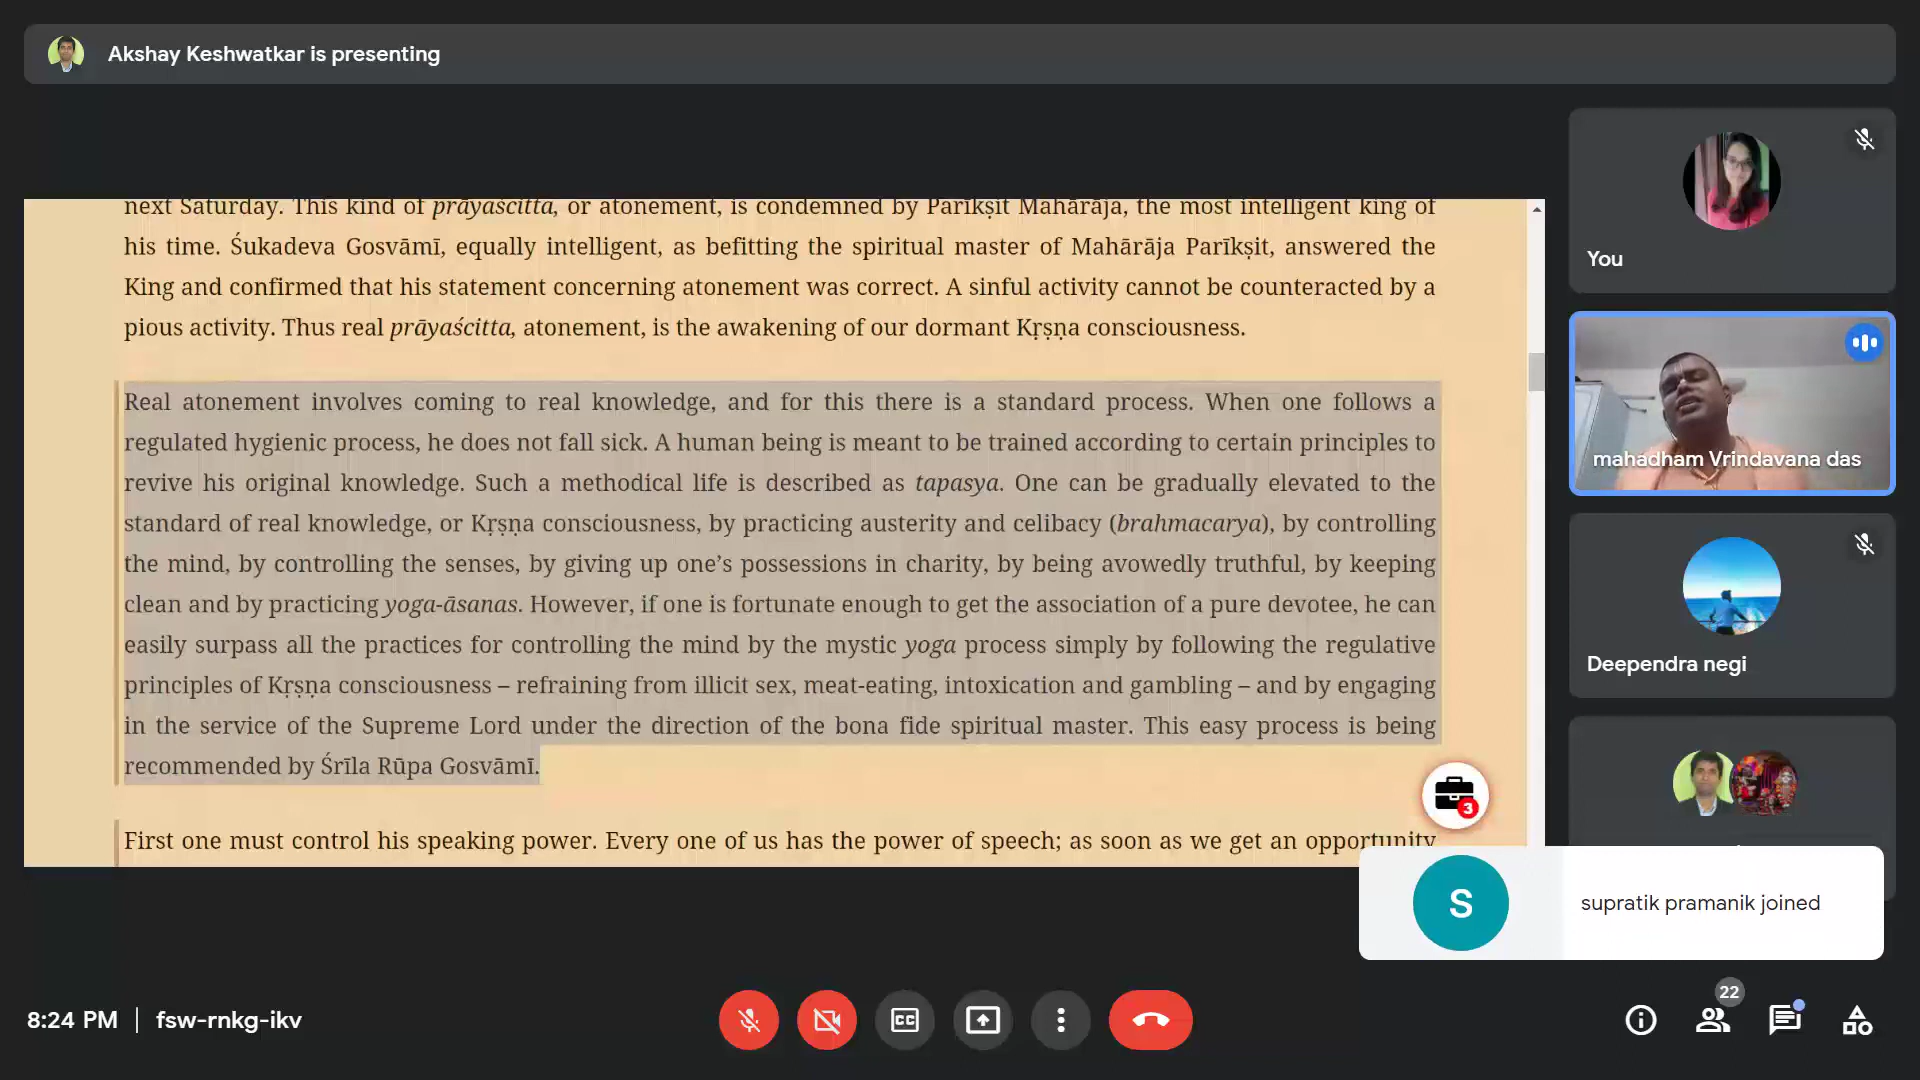 Akshay Keshwatkar is presenting
next Saturday. This kind of prāyaścitta, or atonement, is condemned by Parīkṣit Mahārāja, the most intelligent king of
his time. Śukadeva Gosvāmī, equally intelligent, as befitting the spiritual master of Mahārāja Parīkṣit, answered the
King and confirmed that his statement concerning atonement was correct. A sinful activity cannot be counteracted by a
pious activity. Thus real prāyaścitta, atonement, is the awakening of our dormant Kṛṣṇa consciousness.
Real atonement involves coming to real knowledge, and for this there is a standard process. When one follows a
regulated hygienic process, he does not fall sick. A human being is meant to be trained according to certain principles to
revive his original knowledge. Such a methodical life is described as tapasya. One can be gradually elevated to the
standard of real knowledge, or Kṛṣṇa consciousness, by practicing austerity and celibacy (brahmacarya), by controlling
the mind, by controlling the senses, by giving up one’s possessions in charity, by being avowedly truthful, by keeping
clean and by practicing yoga-āsanas. However, if one is fortunate enough to get the association of a pure devotee, he can
easily surpass all the practices for controlling the mind by the mystic yoga process simply by following the regulative
principles of Kṛṣṇa consciousness – refraining from illicit sex, meat-eating, intoxication and gambling – and by engaging
in the service of the Supreme Lord under the direction of the bona fide spiritual master. This easy process is being
recommended by Śrīla Rūpa Gosvāmī.
First one must control his speaking power. Every one of us has the power of speech; as soon as we get an opportunity
3
You
mahadham Vrindavana das
Deependra negi
S
supratik pramanik joined
8:24 PM
fsw-rnkg-ikv
CC
22